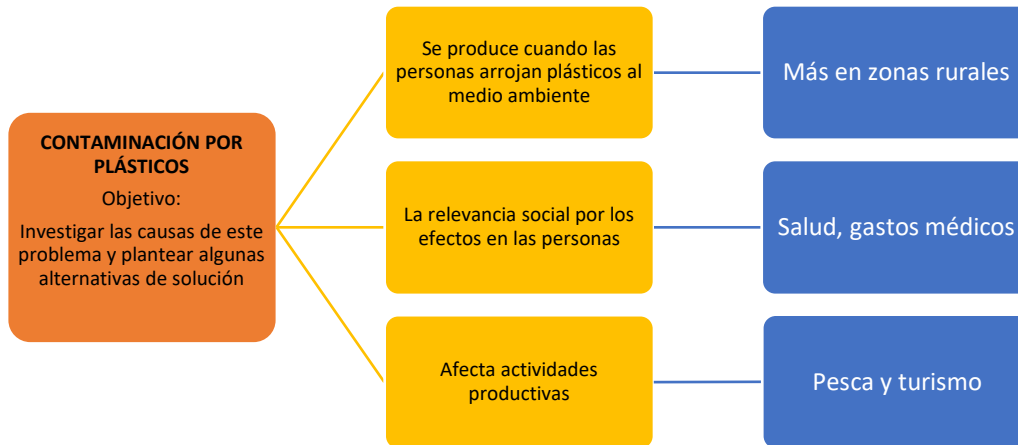 CONTAMINACIÓN POR
PLÁSTICOS
Objetivo:
Investigar las causas de este
problema y plantear algunas
alternativas de solución
Se produce cuando las
personas arrojan plásticos al
medio ambiente
Más en zonas rurales
La relevancia social por los
efectos en las personas
Salud, gastos médicos
Afecta actividades
productivas
Pesca y turismo